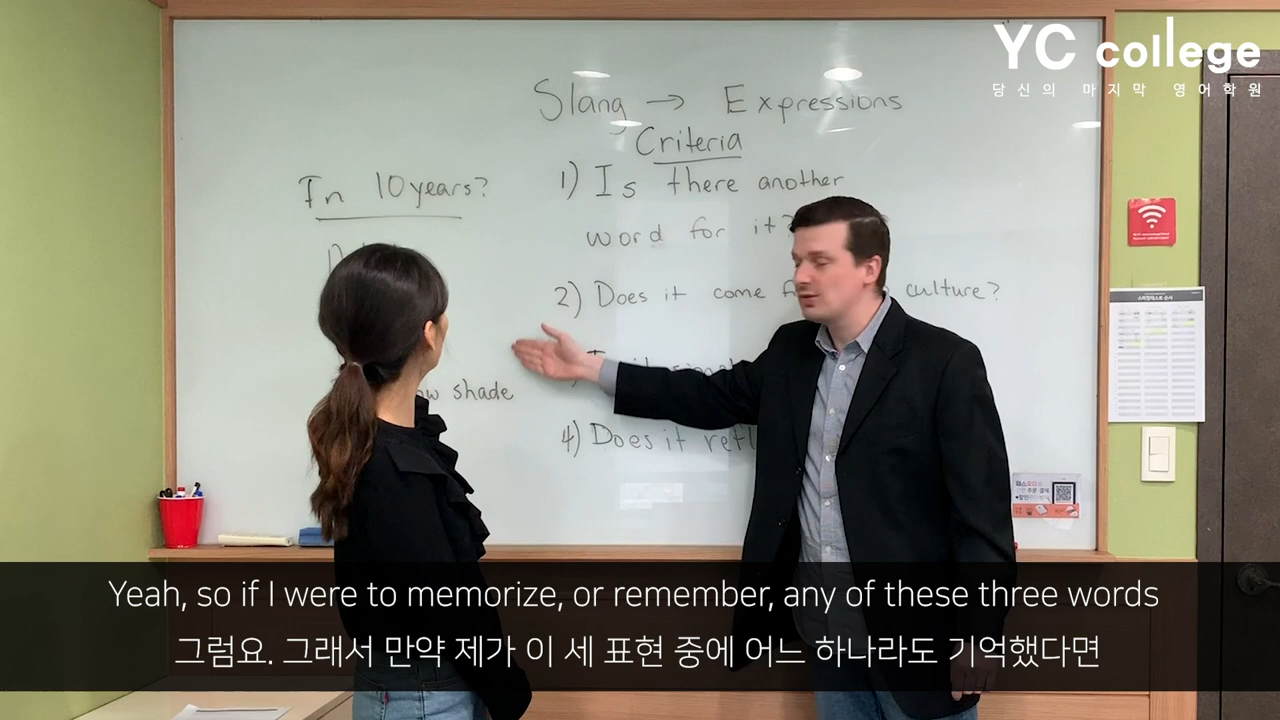 YC college
당신의 마지막 영어학원
Slang → Expressions
Criteria
In 10 years?
1) Is there another
word for it?
2) Does it come culture?
shade
4) Does it
Yeah, so if I were to memorize, or remember, any of these three words
그럼요. 그래서 만약 제가 이 세 표현 중에 어느 하나라도 기억했다면